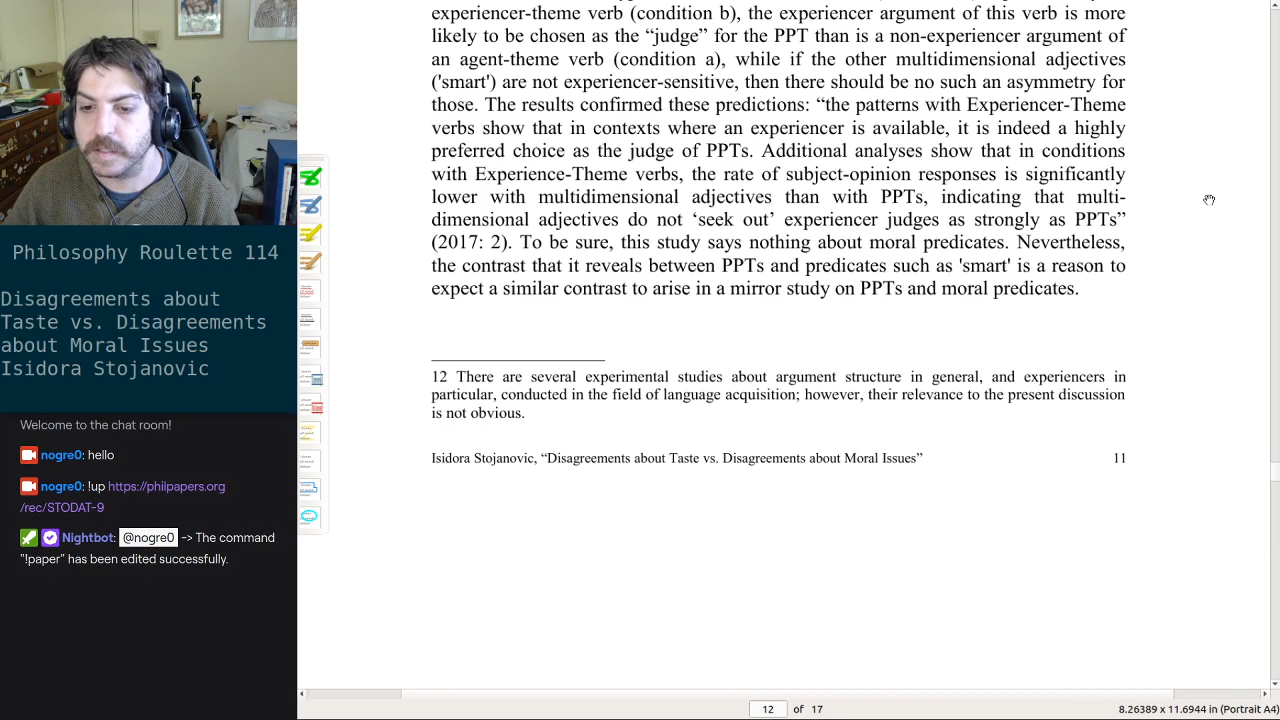 experiencer-theme verb (condition b), the experiencer argument of this verb is more
likely to be chosen as the “judge” for the PPT than is a non-experiencer argument of
an agent-theme verb (condition a), while if the other multidimensional adjectives
('smart') are not experiencer-sensitive, then there should be no such an asymmetry for
those. The results confirmed these predictions: “the patterns with Experiencer-Theme
verbs show that in contexts where an experiencer is available, it is indeed a highly
preferred choice as the judge of PPT. Additional analyses show that in conditions
with Experience-Theme verbs, the rate of subject-opinion responses is significantly
lower with multidimensional adjectives than with PPTs, indicating that multi-
dimensional adjectives do not ‘seek out’ experiencer judges as strongly as PPTs”
(2016: 2). To be sure, this study says nothing about moral predicates; nevertheless,
the contrast that it reveals between PPTs and predicates such as 'smart' is a reason to
expect a similar contrast to arise in a mirror study on PPTs and moral predicates.
12 There are several experimental studies about argument structure in general, and experiencers in
particular, conducted in the field of language acquisition; however, their relevance to the present discussion
is not obvious.
Isidora Stojanovic, “Disagreements about Taste vs. Disagreements about Moral Issues”
11
Philosophy Roulette 114
Disagreements about
Taste vs. Disagreements
about Moral Issues
Isidora Stojanovic
Welcome to the chat room!
nogre0: hello
nogre0: !up https://philpapers.org
/rec/STODAT-9
Nightbot: @nogre0 -> The command
"!paper" has been edited successfully.
12 of 17
8.26389 x 11.6944 in (Portrait A4)